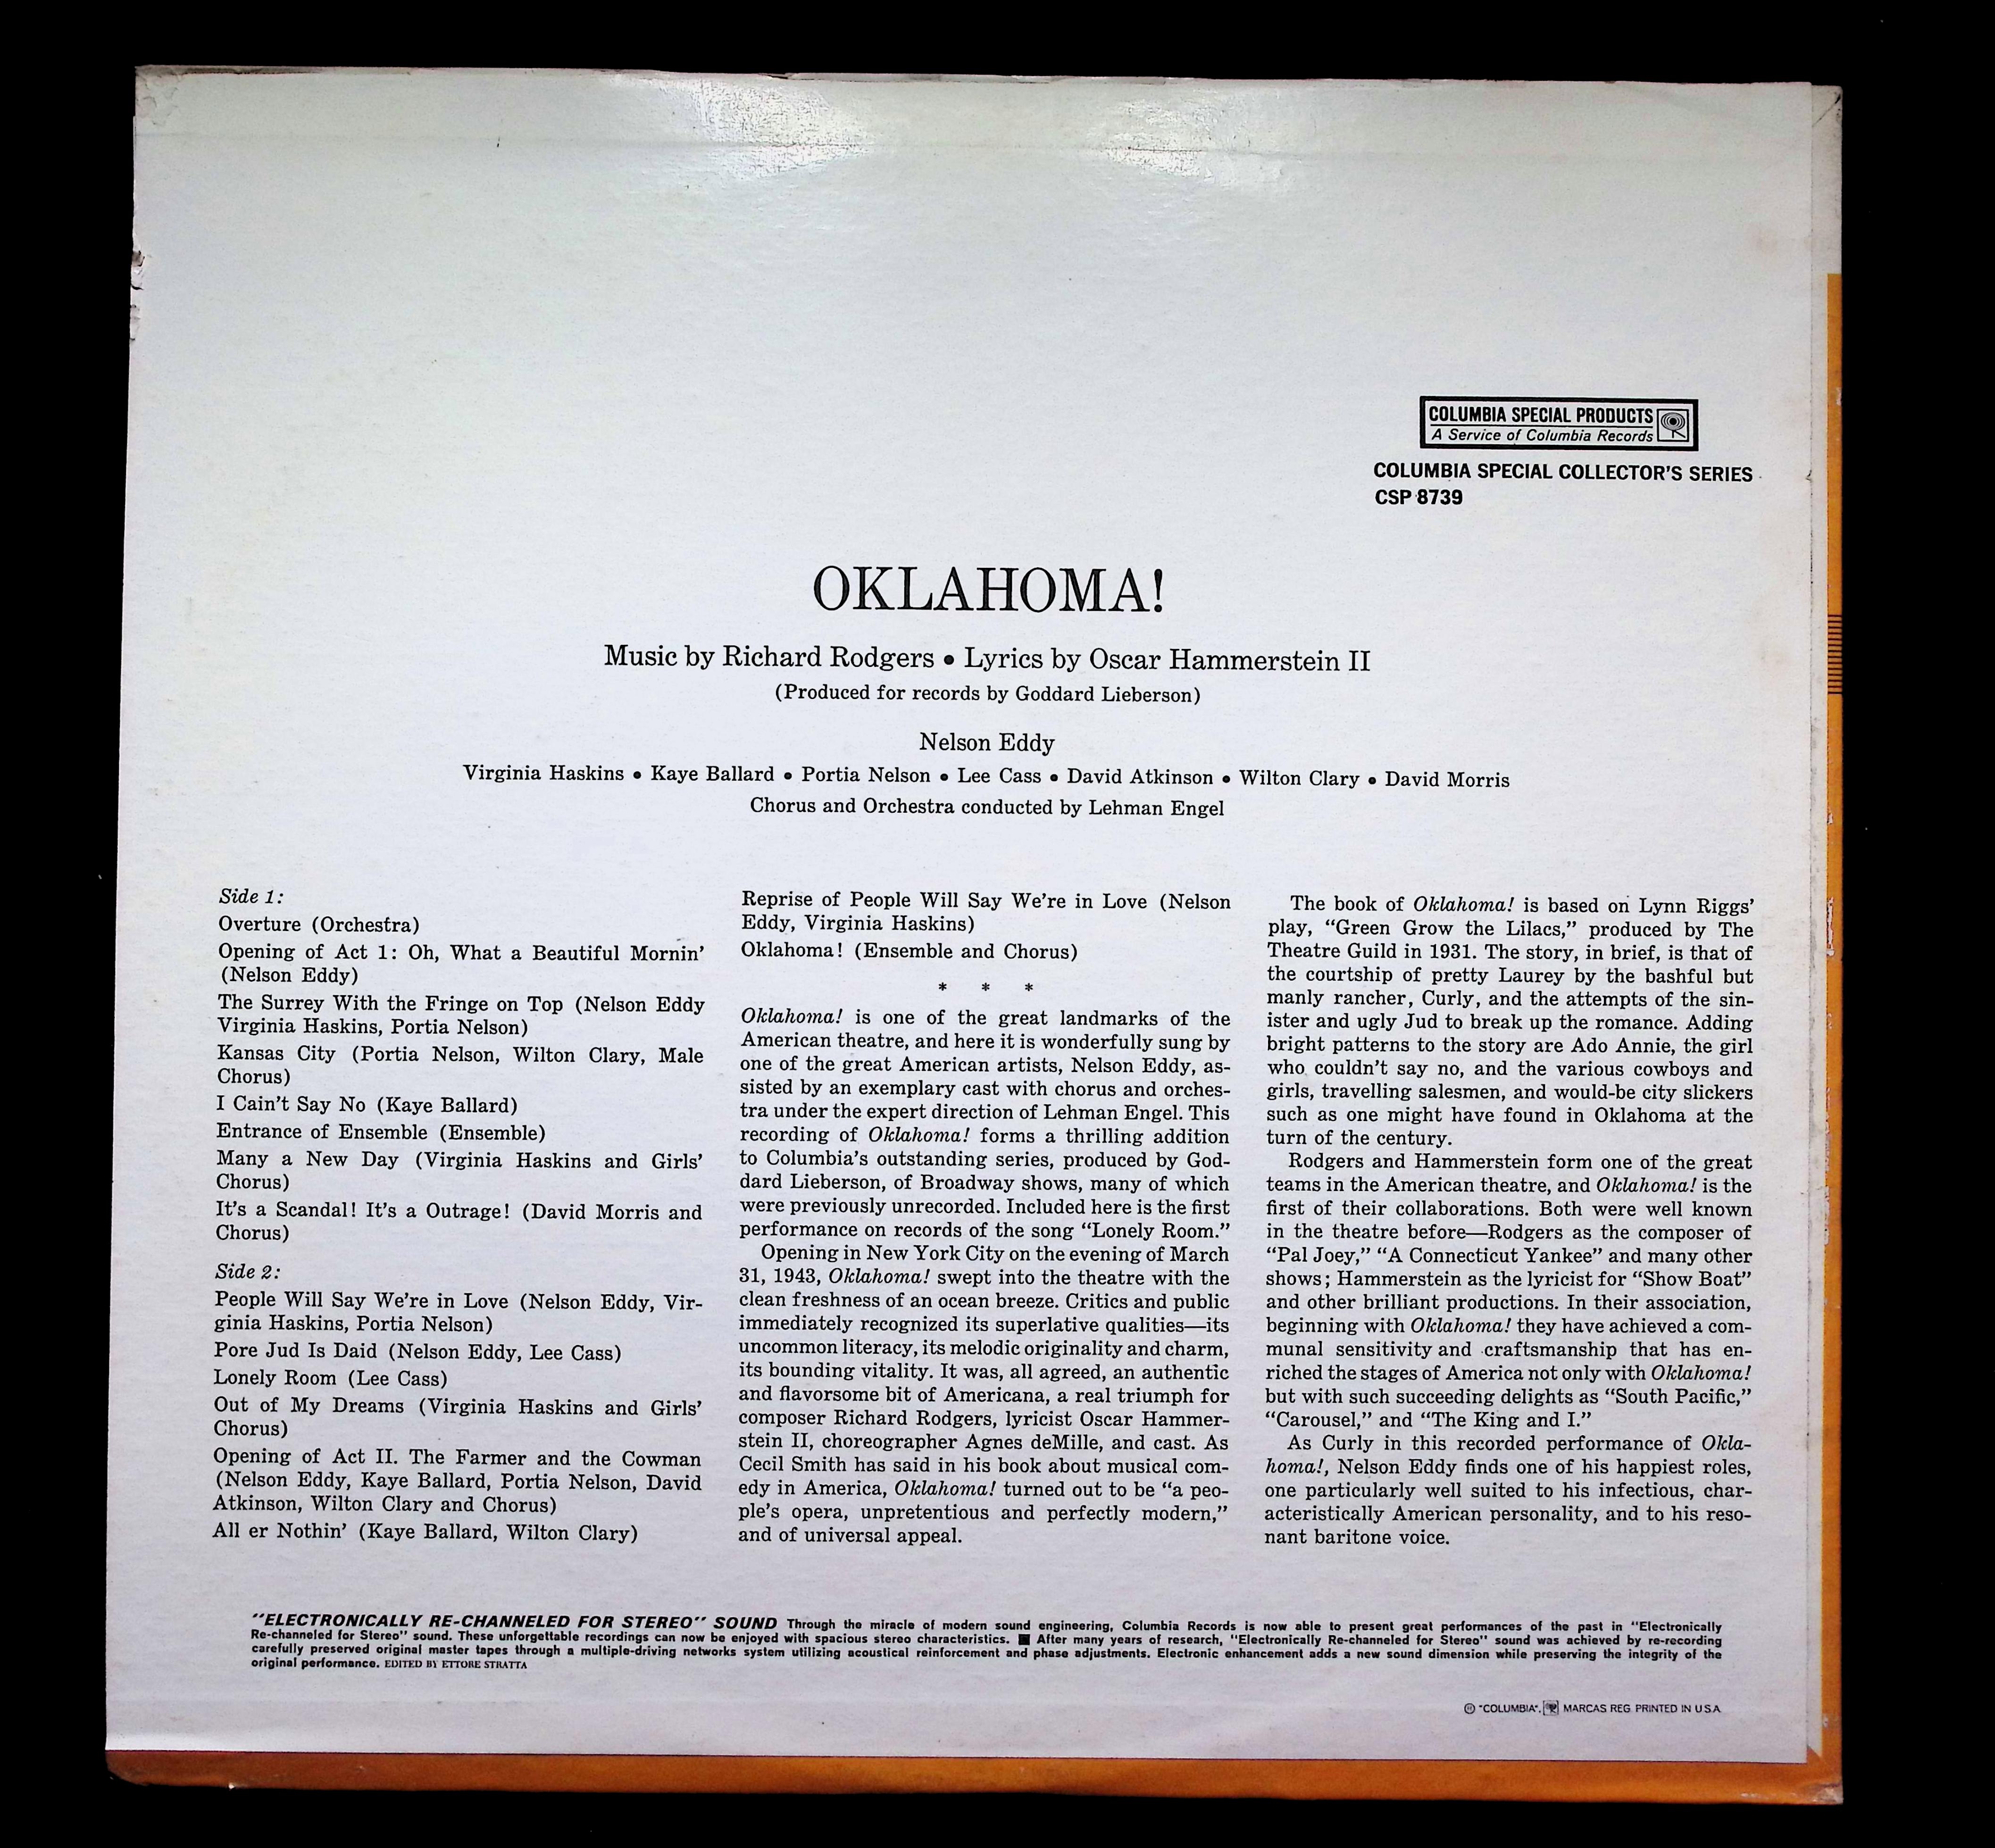 COLUMBIA SPECIAL PRODUCTS
A Service of Columbia Records
COLUMBIA SPECIAL COLLECTOR'S SERIES
CSP 8739
OKLAHOMA!
Music by Richard Rodgers • Lyrics by Oscar Hammerstein II
(Produced for records by Goddard Lieberson)
Nelson Eddy
Virginia Haskins • Kaye Ballard • Portia Nelson • Lee Cass • David Atkinson • Wilton Clary • David Morris
Chorus and Orchestra conducted by Lehman Engel
Side 1:
Overture (Orchestra)
Opening of Act 1: Oh, What a Beautiful Mornin'
(Nelson Eddy)
The Surrey With the Fringe on Top (Nelson Eddy
Virginia Haskins, Portia Nelson)
Kansas City (Portia Nelson, Wilton Clary, Male
Chorus)
I Cain't Say No (Kaye Ballard)
Entrance of Ensemble (Ensemble)
Many a New Day (Virginia Haskins and Girls'
Chorus)
It's a Scandal! It's a Outrage! (David Morris and
Chorus)
Side 2:
People Will Say We're in Love (Nelson Eddy, Vir-
ginia Haskins, Portia Nelson)
Pore Jud Is Daid (Nelson Eddy, Lee Cass)
Lonely Room (Lee Cass)
Out of My Dreams (Virginia Haskins and Girls'
Chorus)
Opening of Act II. The Farmer and the Cowman
(Nelson Eddy, Kaye Ballard, Portia Nelson, David
Atkinson, Wilton Clary and Chorus)
All er Nothin' (Kaye Ballard, Wilton Clary)
Reprise of People Will Say We're in Love (Nelson
Eddy, Virginia Haskins)
Oklahoma! (Ensemble and Chorus)
* * *
Oklahoma! is one of the great landmarks of the
American theatre, and here it is wonderfully sung by
one of the great American artists, Nelson Eddy, as-
sisted by an exemplary cast with chorus and orches-
tra under the expert direction of Lehman Engel. This
recording of Oklahoma! forms a thrilling addition
to Columbia's outstanding series, produced by God-
dard Lieberson, of Broadway shows, many of which
were previously unrecorded. Included here is the first
performance on records of the song "Lonely Room."
Opening in New York City on the evening of March
31, 1943, Oklahoma! swept into the theatre with the
clean freshness of an ocean breeze. Critics and public
immediately recognized its superlative qualities—its
uncommon literacy, its melodic originality and charm,
its bounding vitality. It was, all agreed, an authentic
and flavorsome bit of Americana, a real triumph for
composer Richard Rodgers, lyricist Oscar Hammer-
stein II, choreographer Agnes deMille, and cast. As
Cecil Smith has said in his book about musical com-
edy in America, Oklahoma! turned out to be "a peo-
ple's opera, unpretentious and perfectly modern,"
and of universal appeal.
The book of Oklahoma! is based on Lynn Riggs'
play, "Green Grow the Lilacs," produced by The
Theatre Guild in 1931. The story, in brief, is that of
the courtship of pretty Laurey by the bashful but
manly rancher, Curly, and the attempts of the sin-
ister and ugly Jud to break up the romance. Adding
bright patterns to the story are Ado Annie, the girl
who couldn't say no, and the various cowboys and
girls, travelling salesmen, and would-be city slickers
such as one might have found in Oklahoma at the
turn of the century.
Rodgers and Hammerstein form one of the great
teams in the American theatre, and Oklahoma! is the
first of their collaborations. Both were well known
in the theatre before—Rodgers as the composer of
"Pal Joey," "A Connecticut Yankee" and many other
shows; Hammerstein as the lyricist for "Show Boat"
and other brilliant productions. In their association,
beginning with Oklahoma! they have achieved a com-
munal sensitivity and craftsmanship that has en-
riched the stages of America not only with Oklahoma!
but with such succeeding delights as "South Pacific,"
"Carousel," and "The King and I."
As Curly in this recorded performance of Okla-
homa!, Nelson Eddy finds one of his happiest roles,
one particularly well suited to his infectious, char-
acteristically American personality, and to his reso-
nant baritone voice.
"ELECTRONICALLY RE-CHANNELED FOR STEREO" SOUND Through the miracle of modern sound engineering, Columbia Records is now able to present great performances of the past in "Electronically
Re-channeled for Stereo" sound. These unforgettable recordings can now be enjoyed with spacious stereo characteristics. ■ After many years of research, "Electronically Re-channeled for Stereo" sound was achieved by re-recording
carefully preserved original master tapes through a multiple-driving networks system utilizing acoustical reinforcement and phase adjustments. Electronic enhancement adds a new sound dimension while preserving the integrity of the
original performance. EDITED BY ETTORE STRATTA
"COLUMBIA", MARCAS REG. PRINTED IN U.S.A.